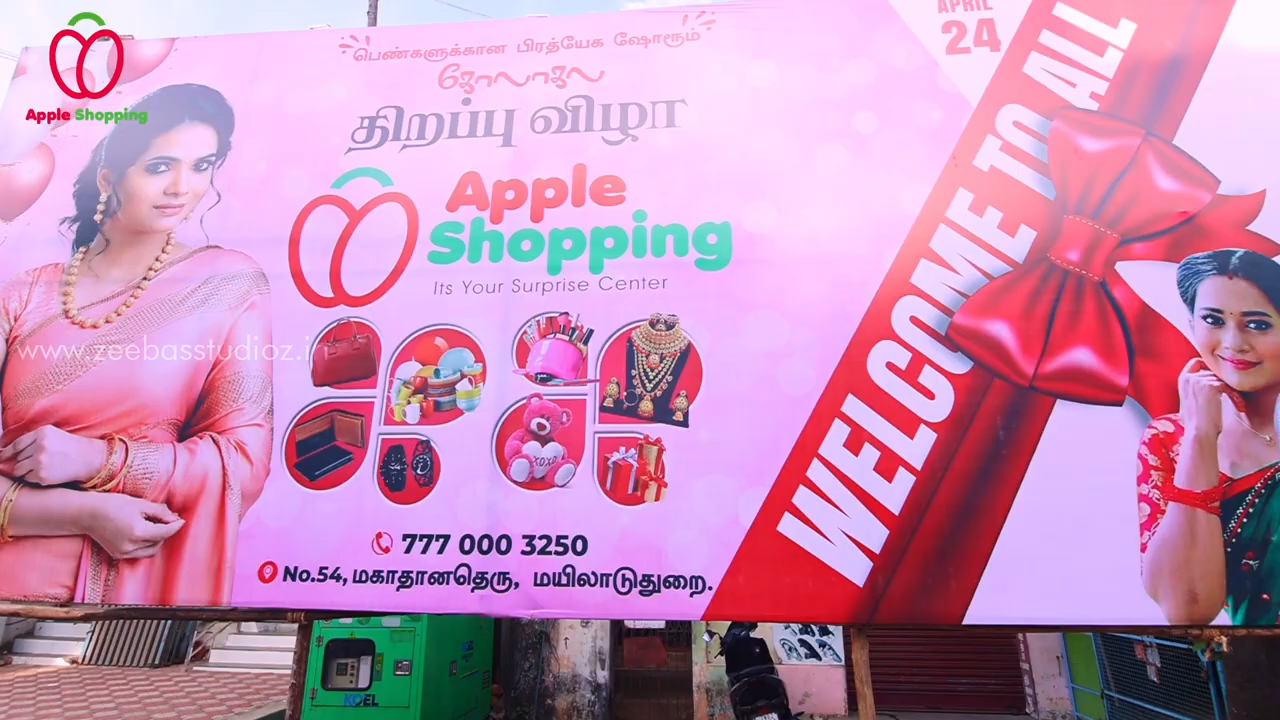 Apple Shopping
பெண்களுக்கான பிரத்யேக ஷோரூம்
கோலாகல
திறப்பு விழா
Apple
Shopping
Its Your Surprise Center
XOXO
777 000 3250
No.54, மகாதானதெரு, மயிலாடுதுறை.
APRIL
24
WELCOME TO ALL
www.zeebasstudioz.in
KOEL